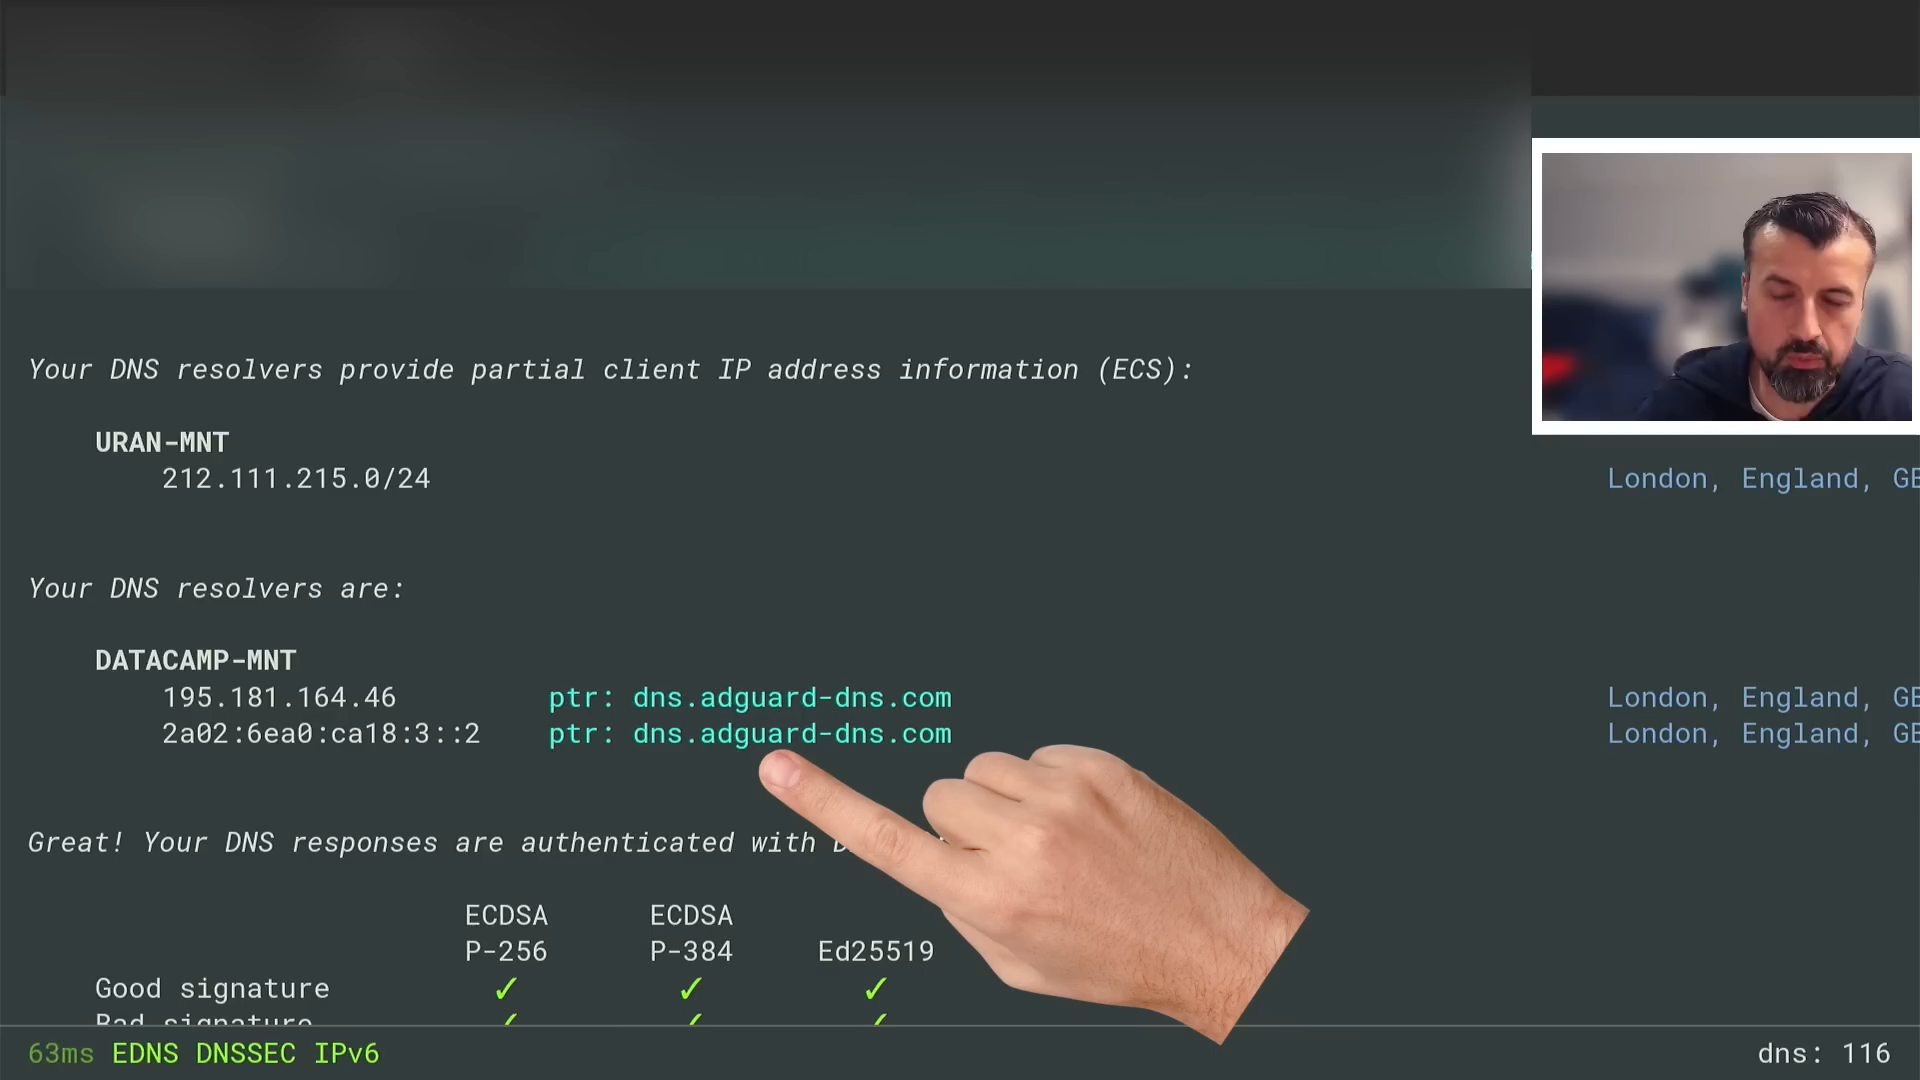 Your DNS resolvers provide partial client IP address information (ECS):
URAN-MNT
212.111.215.0/24 London, England,
Your DNS resolvers are:
DATACAMP-MNT
195.181.164.46 ptr: dns.adguard-dns.com London, England,
2a02:6ea0:ca18:3::2 ptr: dns.adguard-dns.com London, England,
Great! Your DNS responses are authenticated with
ECDSA ECDSA
P-256 P-384 Ed25519
Good signature ✓ ✓ ✓
Bad signature ✓ ✓ ✓
63ms EDNS DNSSEC IPv6 dns: 116